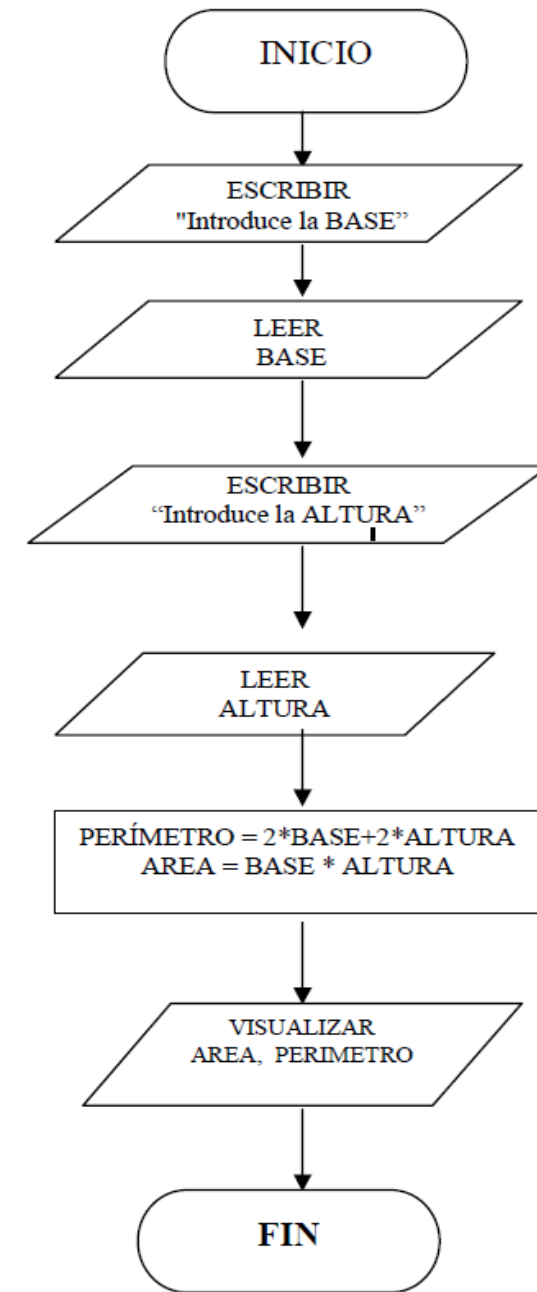 INICIO
ESCRIBIR
"Introduce la BASE”
LEER
BASE
ESCRIBIR
“Introduce la ALTURA”
LEER
ALTURA
PERÍMETRO = 2*BASE+2*ALTURA
AREA = BASE * ALTURA
VISUALIZAR
AREA, PERIMETRO
FIN